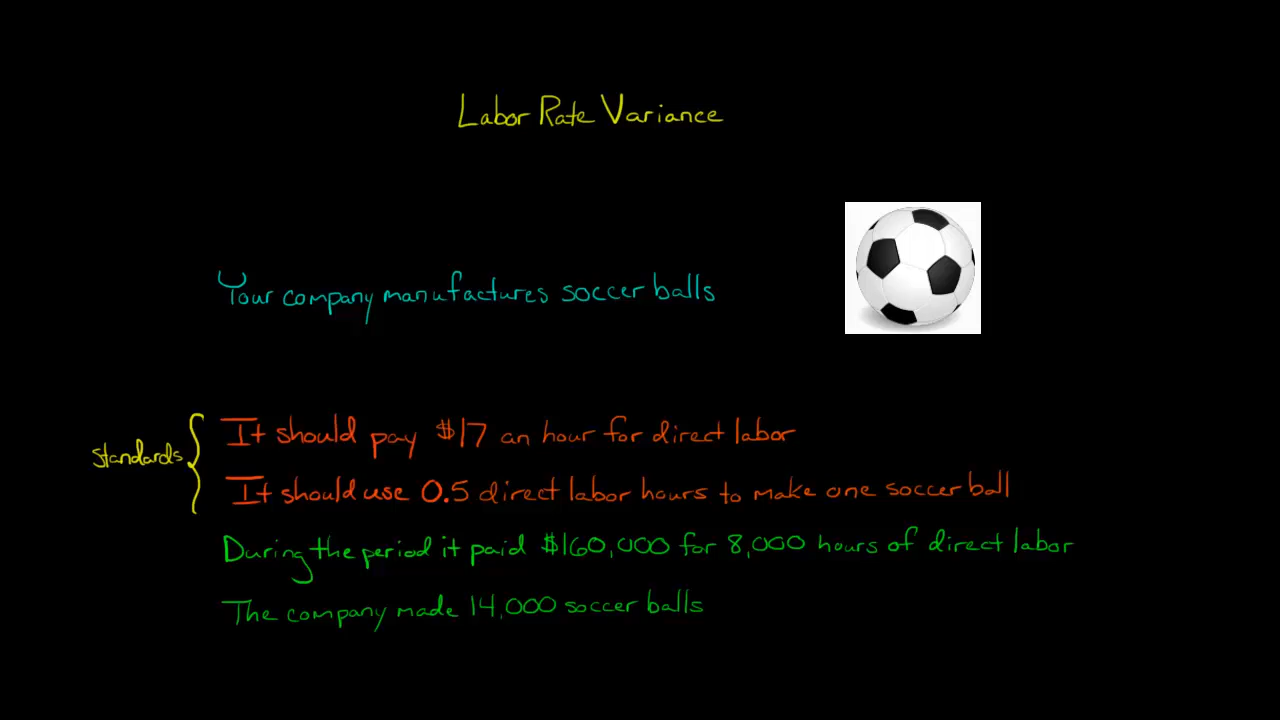 Labor Rate Variance
Your company manufactures soccer balls
Standards
It should pay $17 an hour for direct labor
It should use 0.5 direct labor hours to make one soccer ball
During the period it paid $160,000 for 8,000 hours of direct labor
The company made 14,000 soccer balls